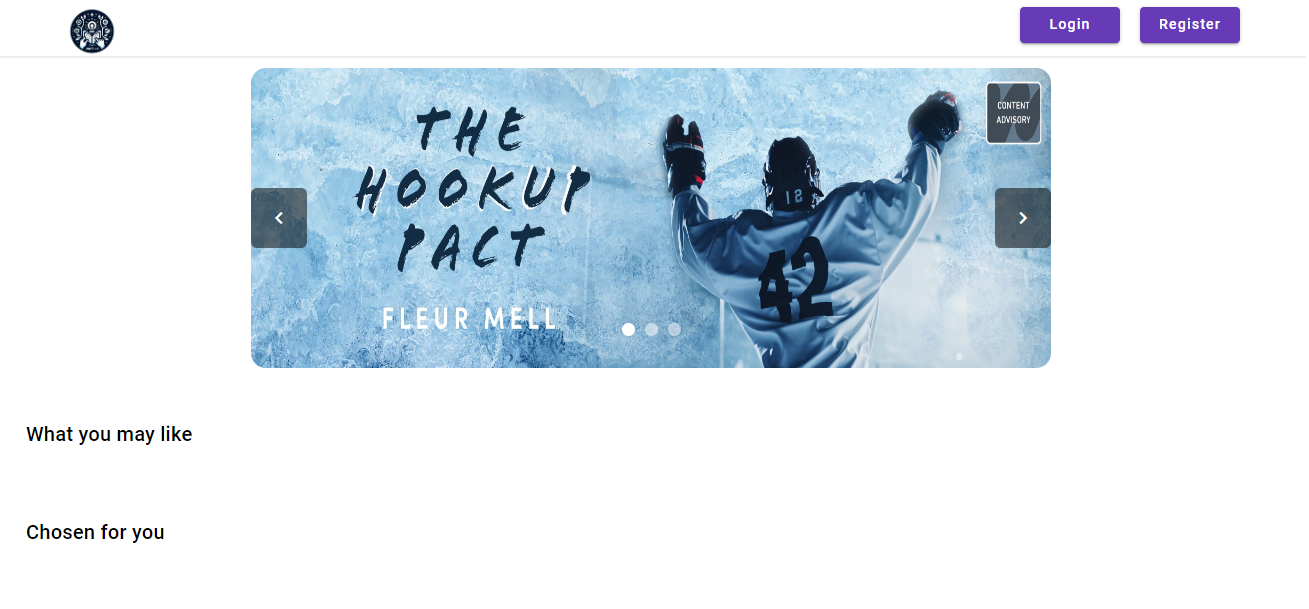 Login
Register
THE
HOOKUP
PACT
FLEUR MELL
CONTENT
ADVISORY
12
42
What you may like
Chosen for you